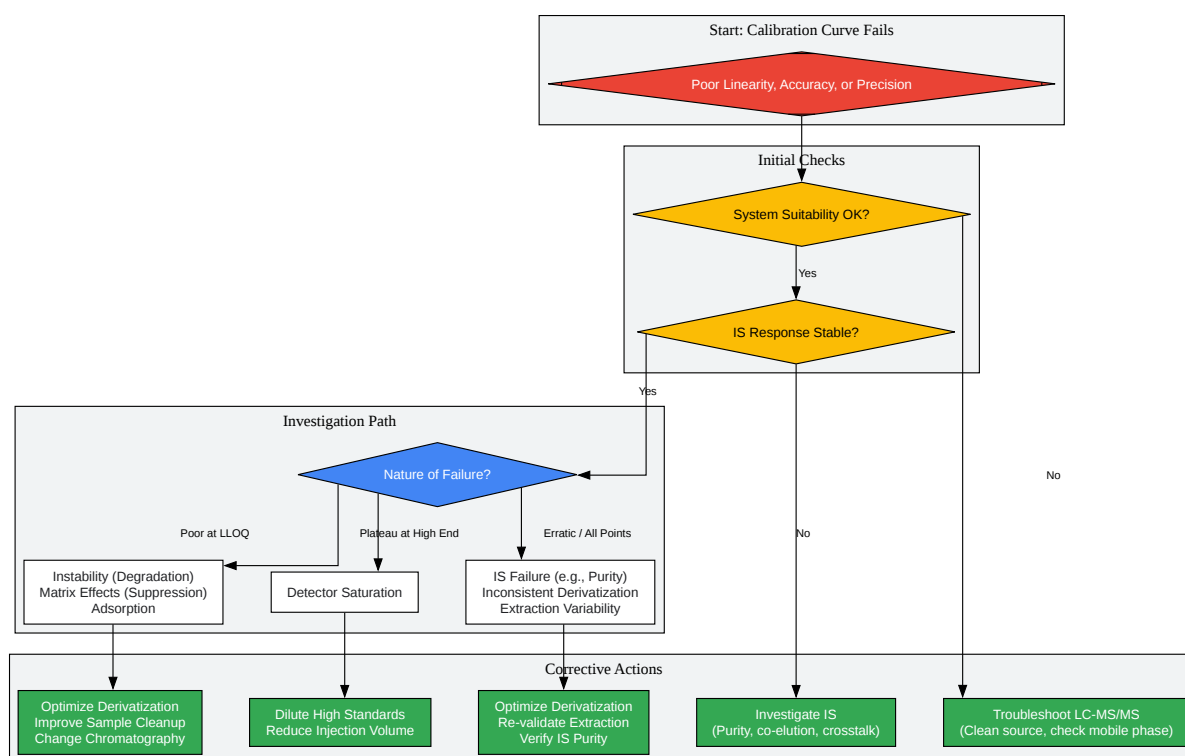 Start: Calibration Curve Fails
Poor Linearity, Accuracy, or Precision
Initial Checks
System Suitability OK?
Yes
IS Response Stable?
Yes
Investigation Path
Nature of Failure?
No
Poor at LLOQ
Plateau at High End
Erratic / All Points
No
Instability (Degradation)
Matrix Effects (Suppression)
Adsorption
Detector Saturation
IS Failure (e.g., Purity)
Inconsistent Derivatization
Extraction Variability
Corrective Actions
Optimize Derivatization
Improve Sample Cleanup
Change Chromatography
Dilute High Standards
Reduce Injection Volume
Optimize Derivatization
Re-validate Extraction
Verify IS Purity
Investigate IS
(Purity, co-elution, crosstalk)
Troubleshoot LC-MS/MS
(Clean source, check mobile phase)